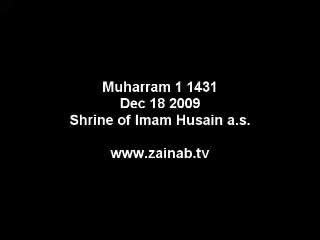 Muharram 1 1431
Dec 18 2009
Shrine of Imam Husain a.s.
www.zainab.tv